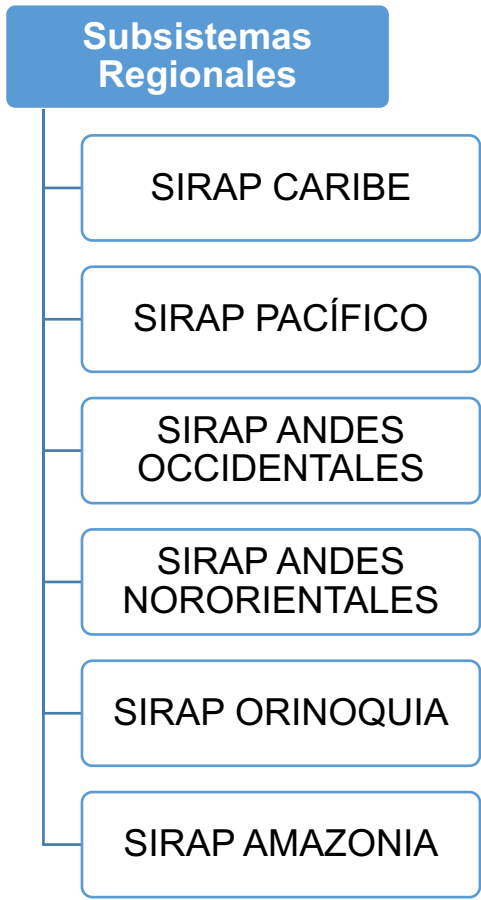 Subsistemas
Regionales
SIRAP CARIBE
SIRAP PACÍFICO
SIRAP ANDES
OCCIDENTALES
SIRAP ANDES
NORORIENTALES
SIRAP ORINOQUIA
SIRAP AMAZONIA